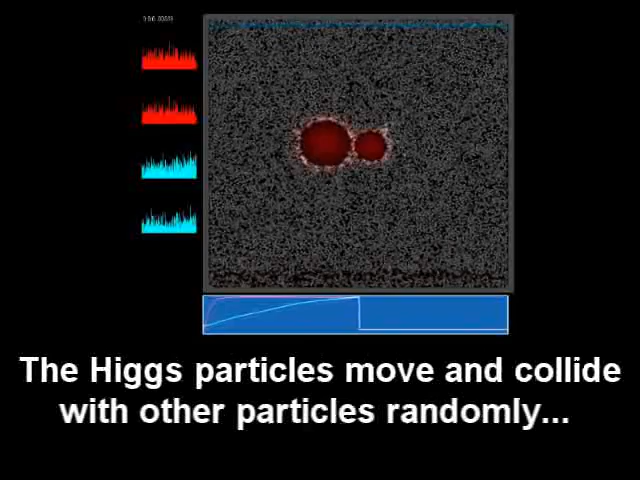 The Higgs particles move and collide
with other particles randomly...